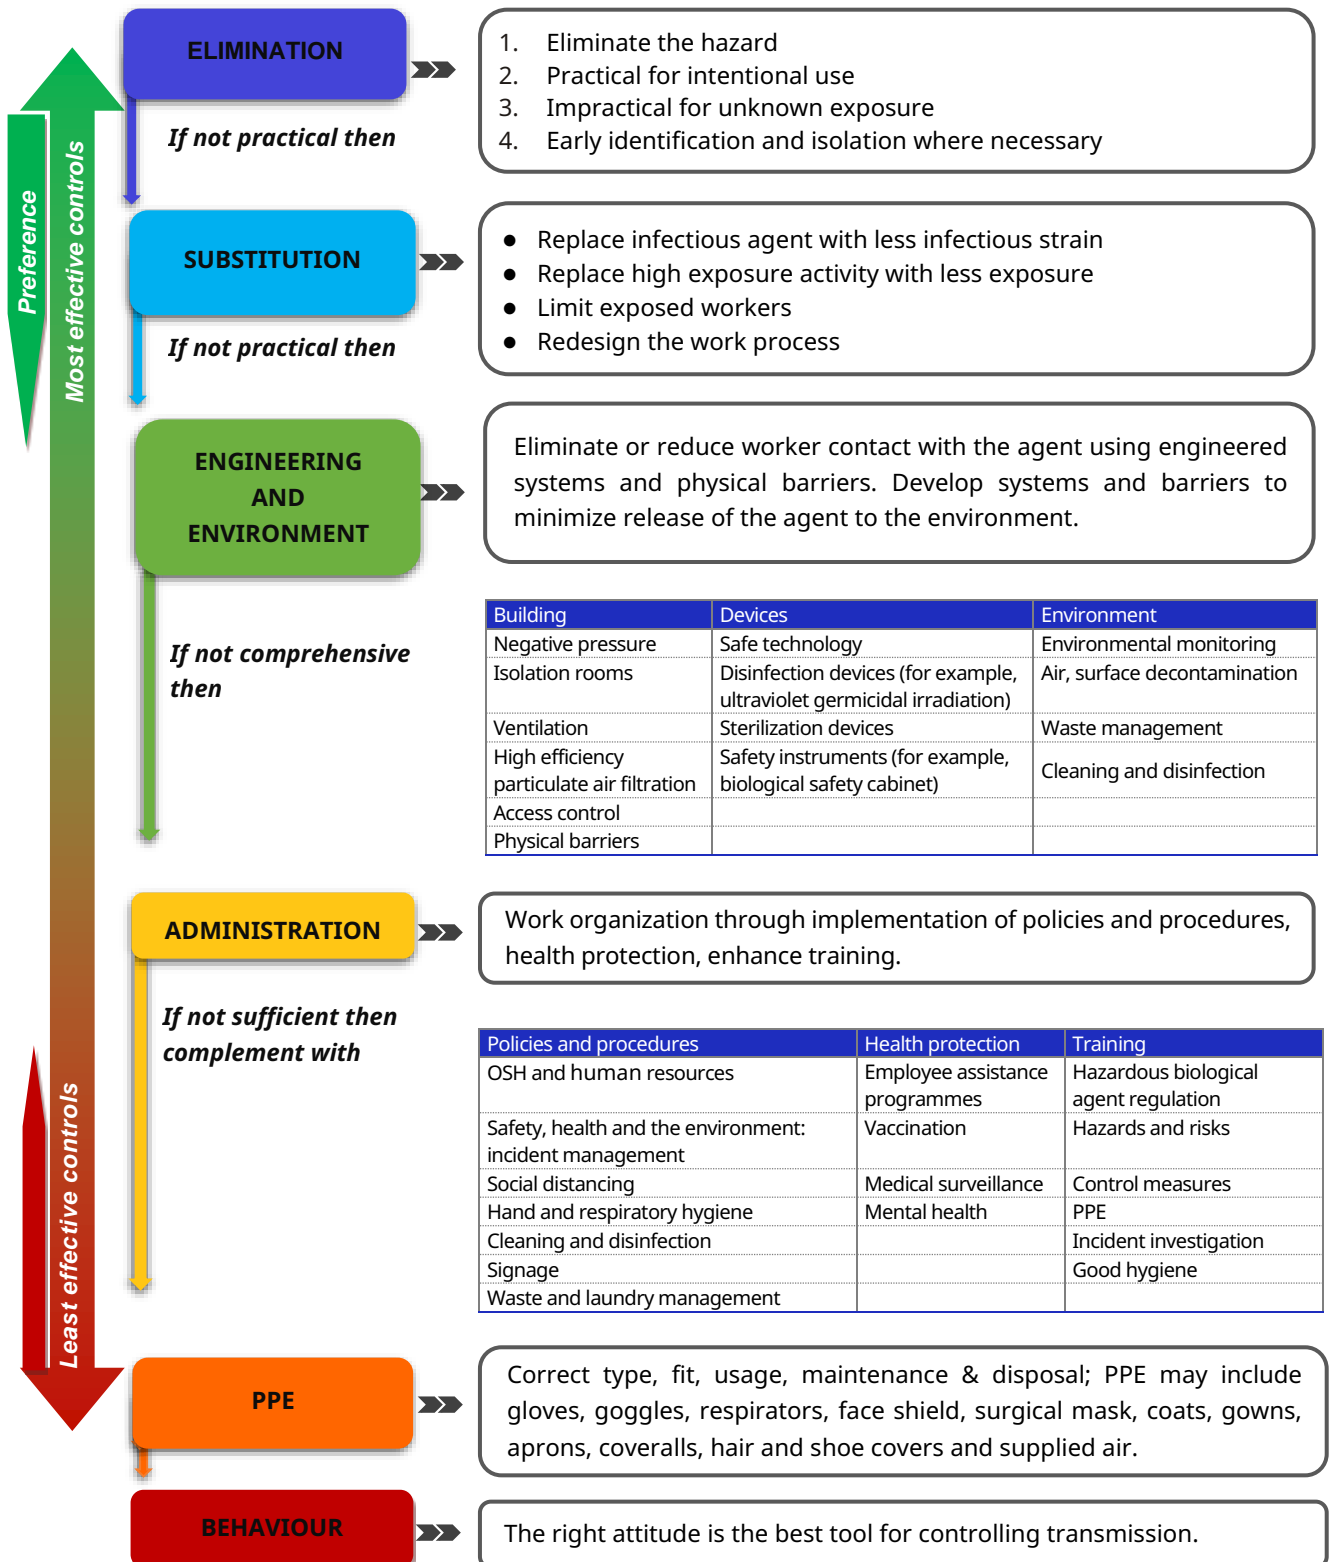 ELIMINATION
1. Eliminate the hazard
2. Practical for intentional use
3. Impractical for unknown exposure
4. Early identification and isolation where necessary
If not practical then
Preference
Most effective controls
SUBSTITUTION
● Replace infectious agent with less infectious strain
● Replace high exposure activity with less exposure
● Limit exposed workers
● Redesign the work process
If not practical then
ENGINEERING
AND
ENVIRONMENT
Eliminate or reduce worker contact with the agent using engineered
systems and physical barriers. Develop systems and barriers to
minimize release of the agent to the environment.
If not comprehensive
then
Building Devices Environment
Negative pressure Safe technology Environmental monitoring
Isolation rooms Disinfection devices (for example, Air, surface decontamination
ultraviolet germicidal irradiation)
Ventilation Sterilization devices Waste management
High efficiency Safety instruments (for example,
Cleaning and disinfection
particulate air filtration biological safety cabinet)
Access control
Physical barriers
ADMINISTRATION
Work organization through implementation of policies and procedures,
health protection, enhance training.
If not sufficient then
complement with
Policies and procedures Health protection Training
OSH and human resources Employee assistance Hazardous biological
programmes agent regulation
Safety, health and the environment: Vaccination Hazards and risks
incident management
Social distancing Medical surveillance Control measures
Hand and respiratory hygiene Mental health PPE
Cleaning and disinfection Incident investigation
Signage Good hygiene
Waste and laundry management
Least effective controls
PPE
Correct type, fit, usage, maintenance & disposal; PPE may include
gloves, goggles, respirators, face shield, surgical mask, coats, gowns,
aprons, coveralls, hair and shoe covers and supplied air.
BEHAVIOUR
The right attitude is the best tool for controlling transmission.